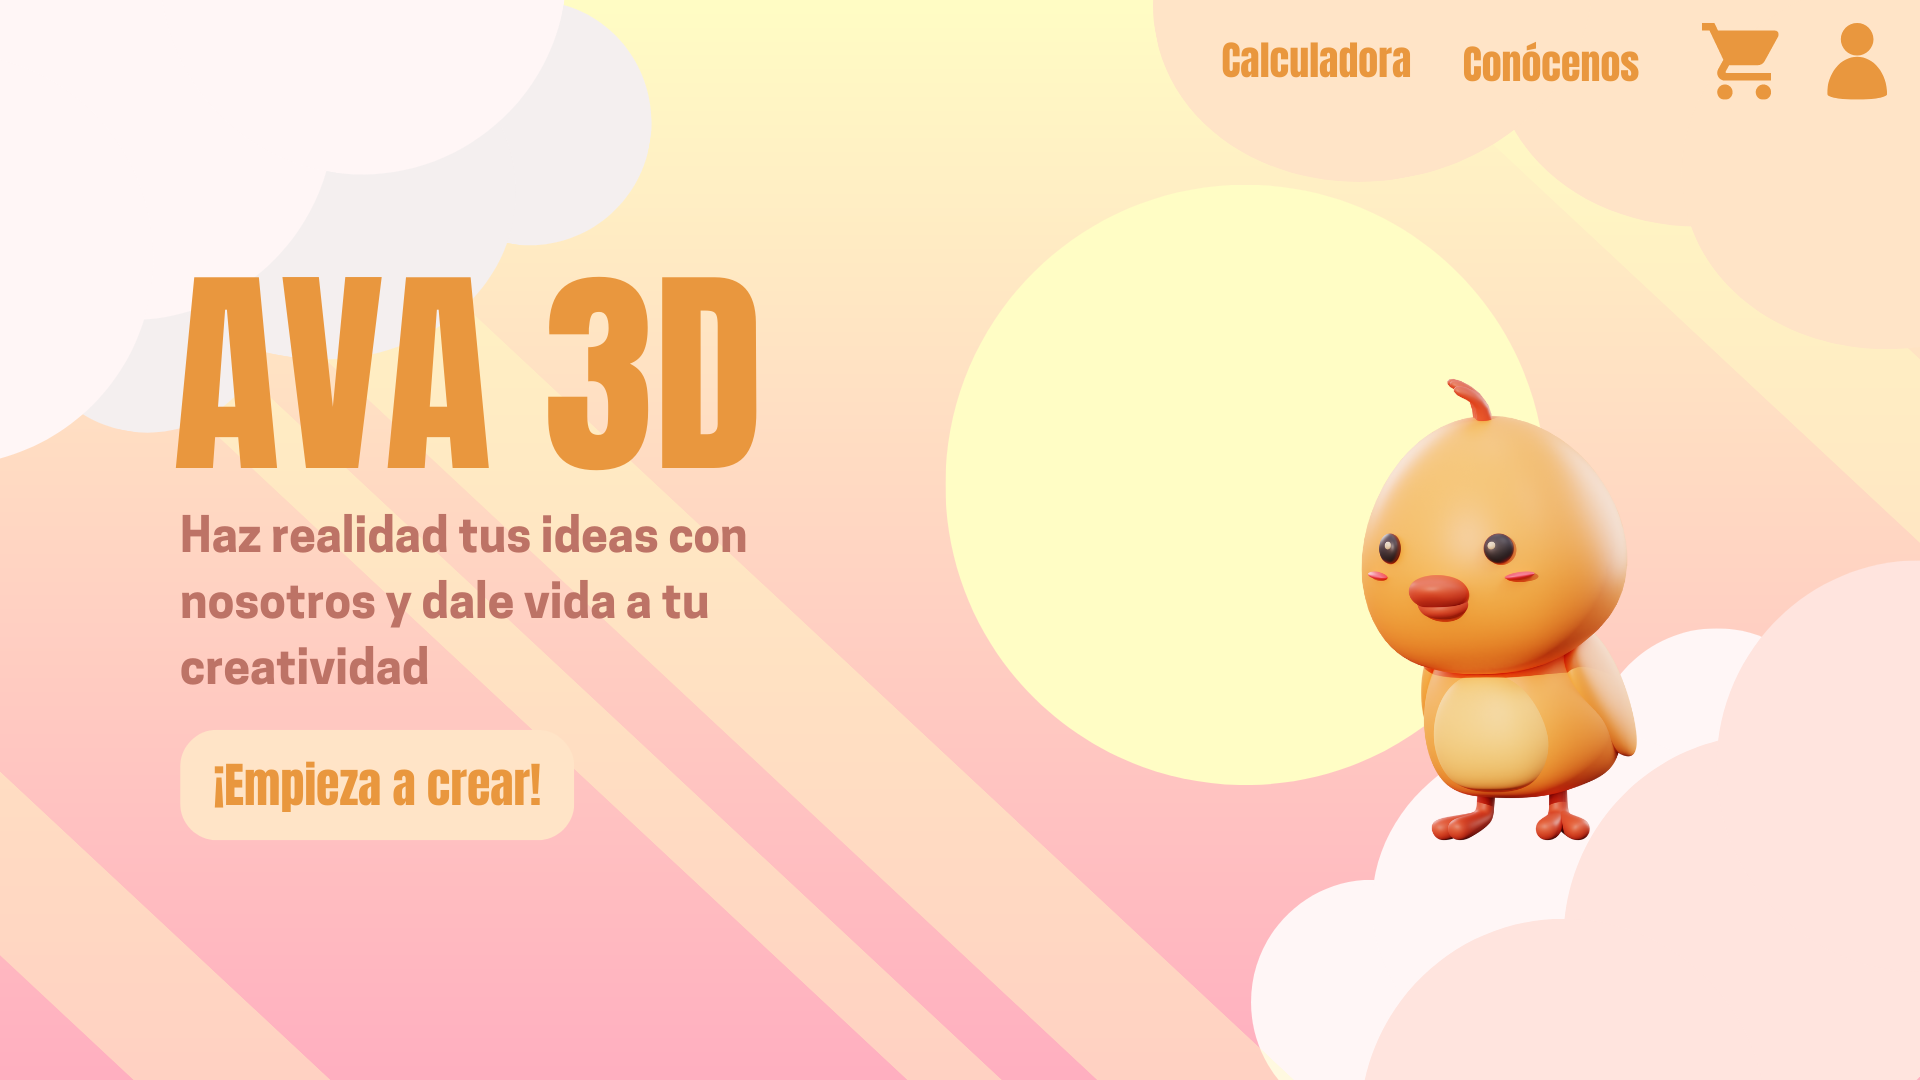 Calculadora
Conócenos
AVA 3D
Haz realidad tus ideas con
nosotros y dale vida a tu
creatividad
¡Empieza a crear!